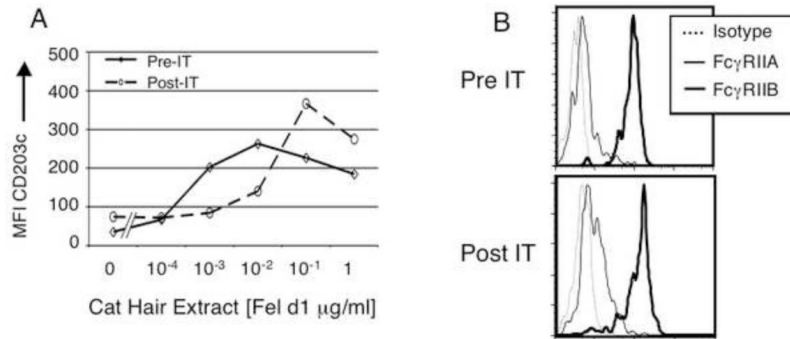 A
MFI CD203c
500
400
300
200
100
0
Pre-IT
Post-IT
0 10⁻⁴ 10⁻³ 10⁻² 10⁻¹ 1
Cat Hair Extract [Fel d1 μg/ml]
B
Pre IT
Isotype
FcγRIIA
FcγRIIB
Post IT